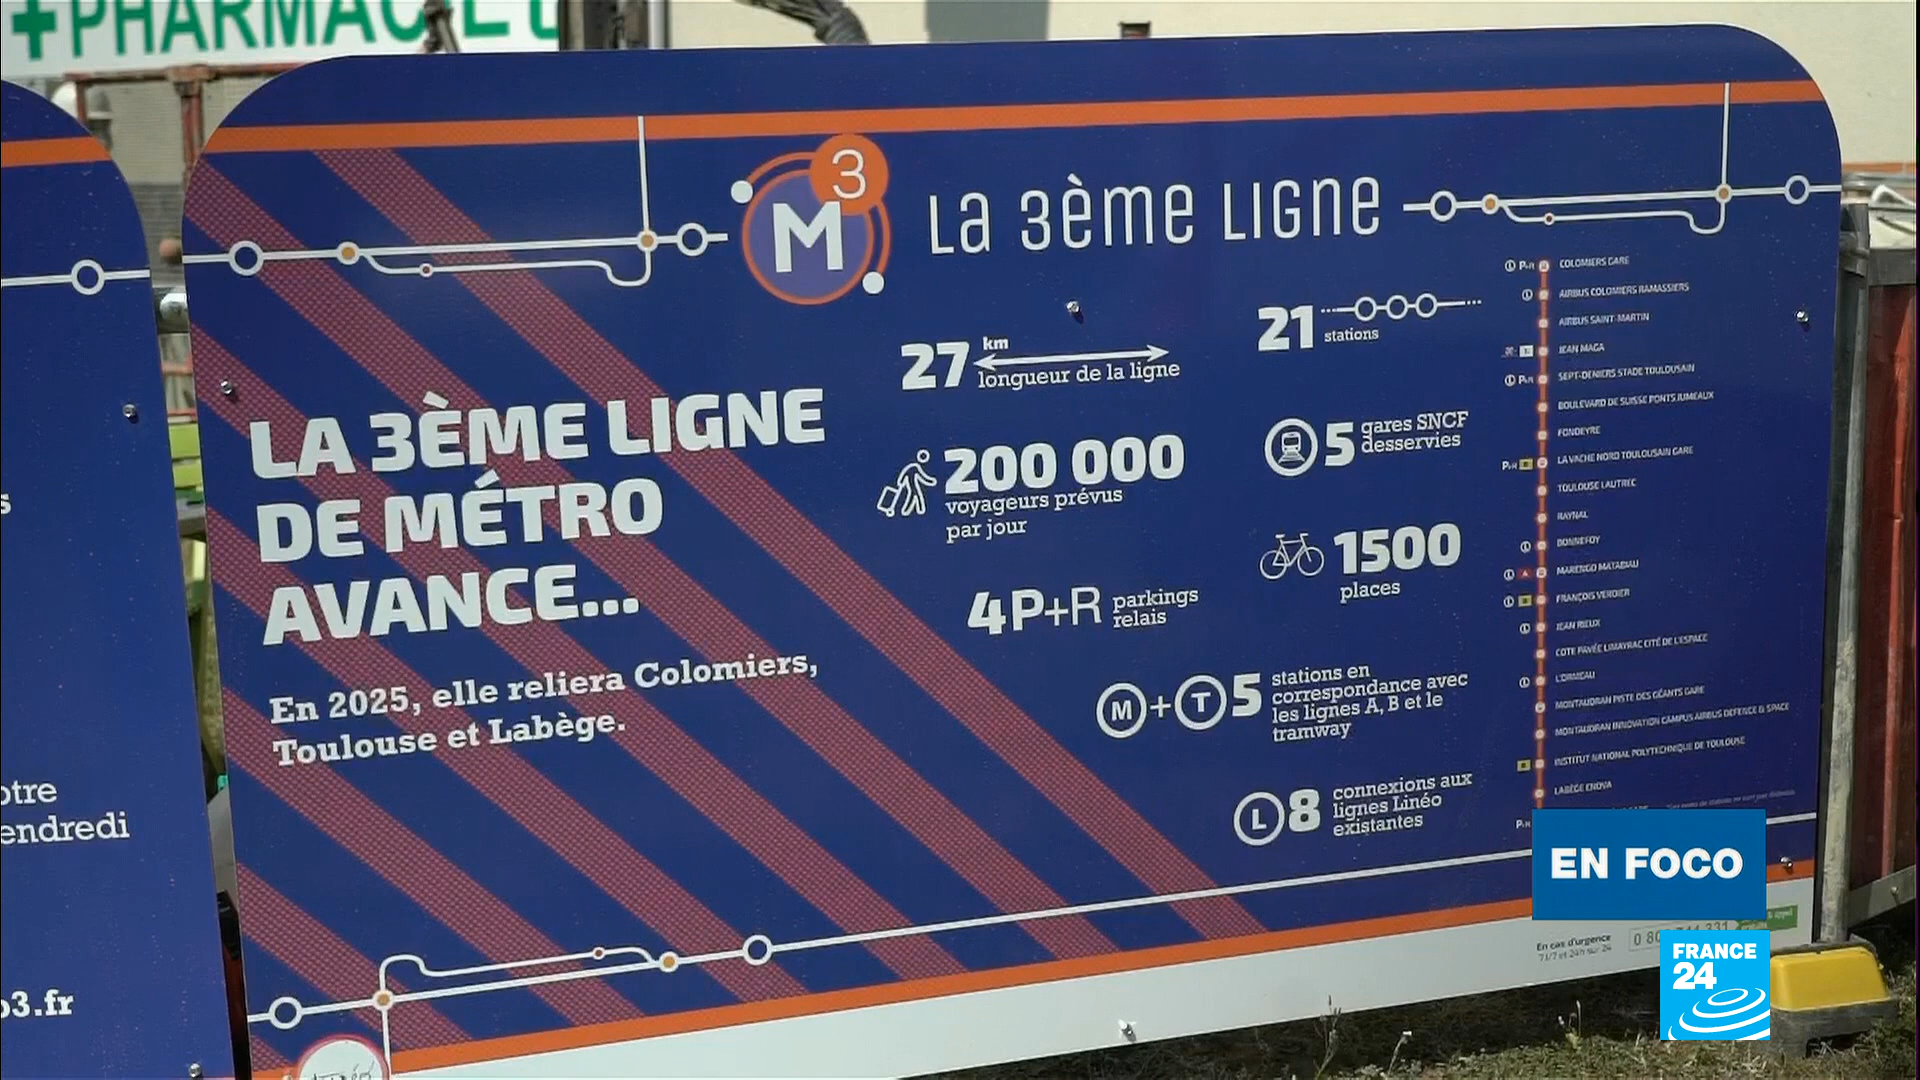 PHARMACIE
M
3
La 3ème Ligne
LA 3ÈME LIGNE
DE MÉTRO
AVANCE...
En 2025, elle reliera Colomiers,
Toulouse et Labège.
27 km
longueur de la ligne
200 000
voyageurs prévus
par jour
4 P+R parkings
relais
M + T 5 stations en
correspondance avec
les lignes A, B et le
tramway
L 8 connexions aux
lignes Linéo
existantes
21 stations
5 gares SNCF
desservies
1500
places
COLOMIERS GARE
AIRBUS COLOMIERS RAMASSIERS
AIRBUS SAINT-MARTIN
JEAN MAGA
SEPT-DENIERS STADE TOULOUSAIN
BOULEVARD DE SUISSE PONTS JUMEAUX
FONDEYRE
LA VACHE NORD TOULOUSAIN GARE
TOULOUSE LAUTREC
RAYNAL
BONNEFOY
MARENGO MATABIAU
FRANÇOIS VERDIER
JEAN RIEUX
COTE PAVÉE LIMAYRAC CITÉ DE L'ESPACE
L'ORMEAU
MONTAUDRAN PISTE DES GÉANTS GARE
MONTAUDRAN INNOVATION CAMPUS AIRBUS DEFENCE & SPACE
INSTITUT NATIONAL POLYTECHNIQUE DE TOULOUSE
LABÈGE ENOVA
En cas d'urgence
7j/7 et 24h sur 24
otre
endredi
o3.fr
EN FOCO
FRANCE
24